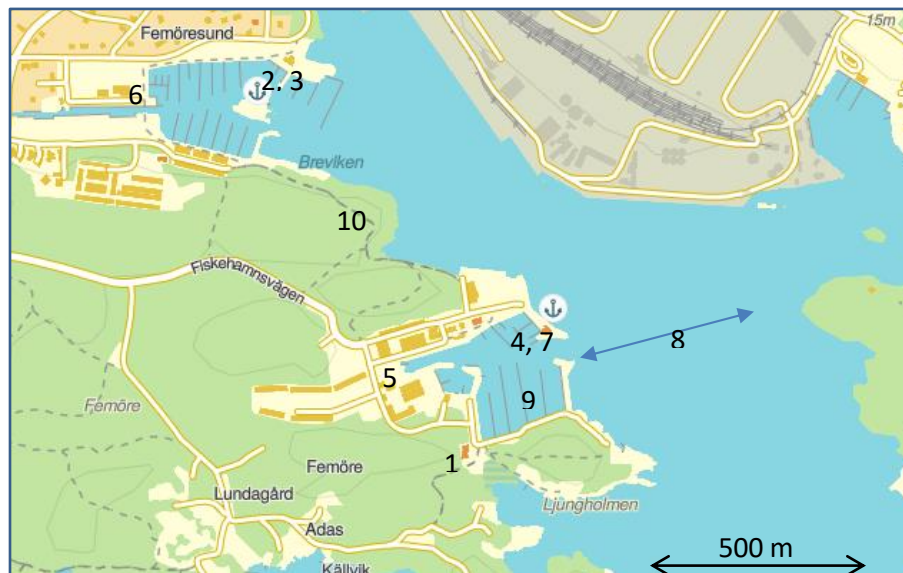 15m
Femöresund
2, 3
6
Breviken
10
Fiskehamnsvägen
4, 7
8
5
9
Femöre
1
Femöre
Lundagård
Ljungholmen
Ådas
500 m
Källvik